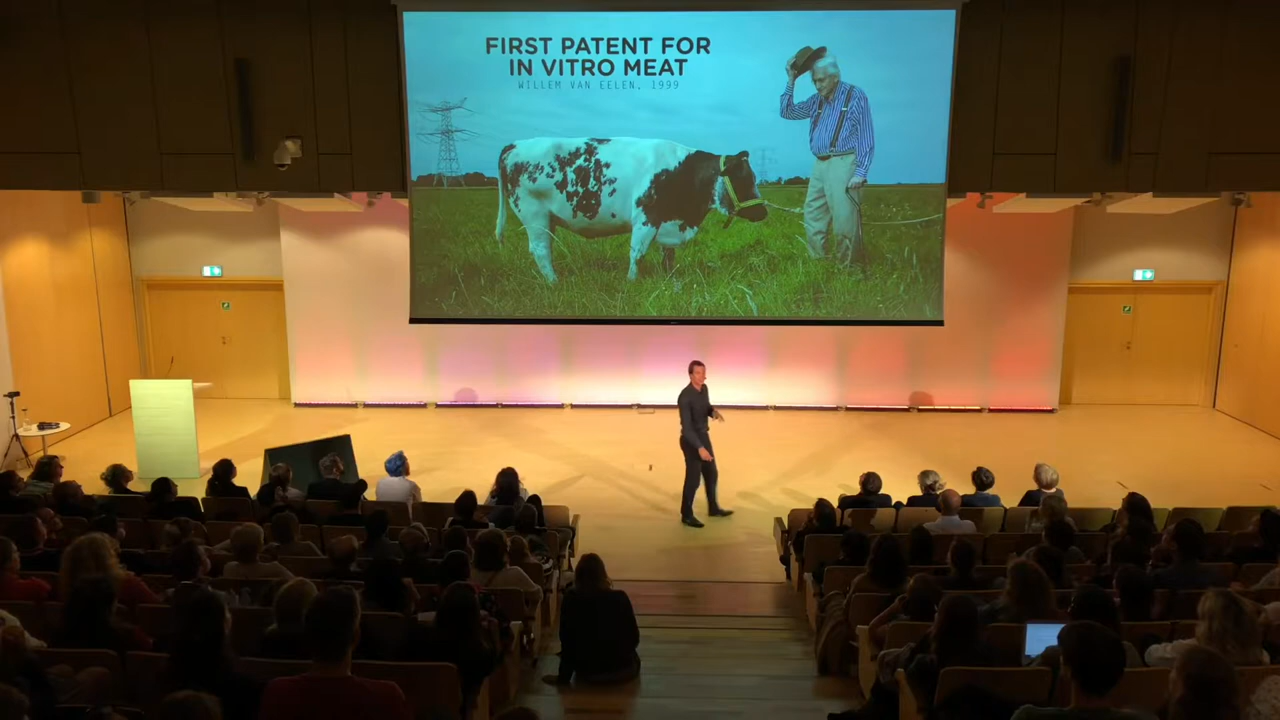 FIRST PATENT FOR
IN VITRO MEAT
WILLEM VAN EELEN, 1999